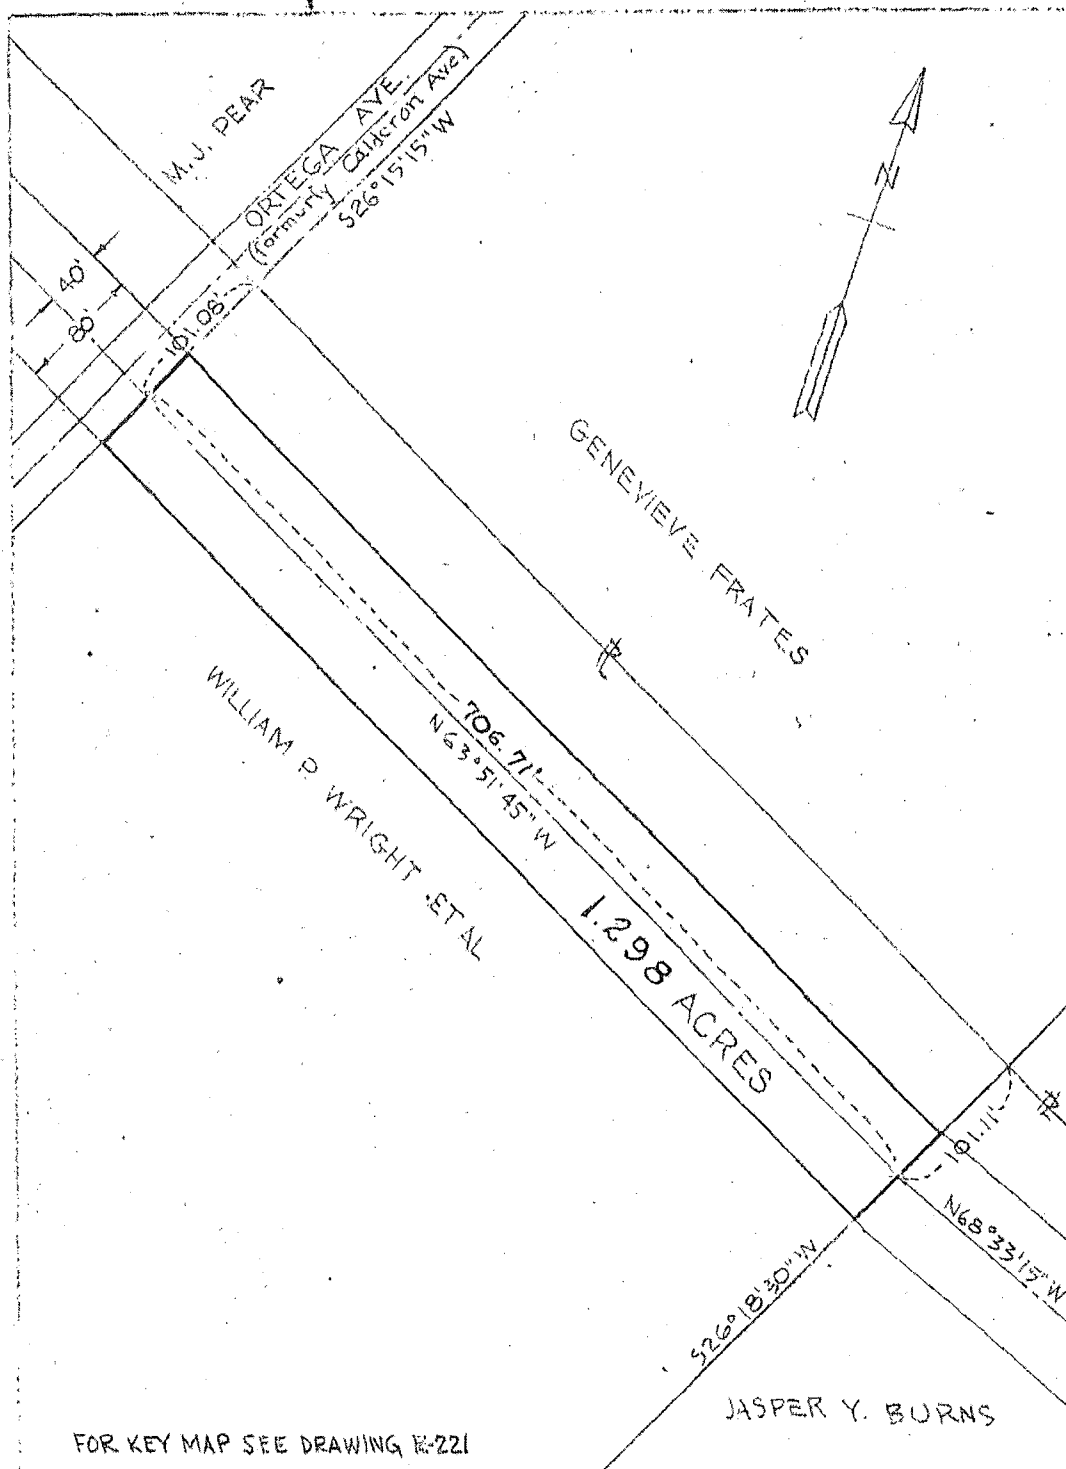 M.J. PEAR
ORTEGA AVE.
(formerly Calderon Ave)
S26°15'15"W
N
40'
80'
101.08'
GENEVIEVE FRATES
WILLIAM P. WRIGHT ET AL
706.71'
N63°51'45"W
1.298 ACRES
101.11'
N68°33'15"W
S26°18'30"W
JASPER Y. BURNS
FOR KEY MAP SEE DRAWING E-221